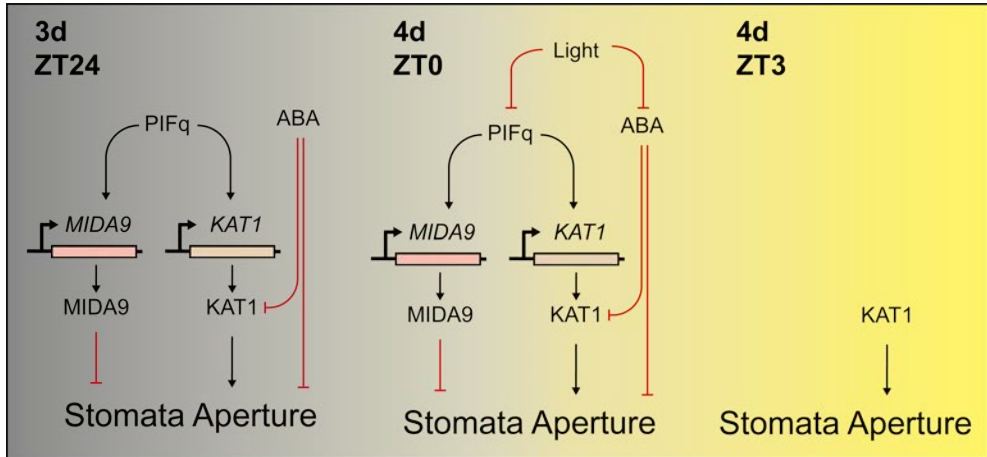 3d
ZT24
PIFq
ABA
MIDA9
KAT1
MIDA9
KAT1
Stomata Aperture
4d
ZT0
Light
PIFq
ABA
MIDA9
KAT1
MIDA9
KAT1
Stomata Aperture
4d
ZT3
KAT1
Stomata Aperture